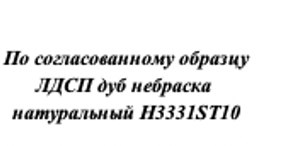 По согласованному образцу
ЛДСП дуб небраска
натуральный H3331ST10